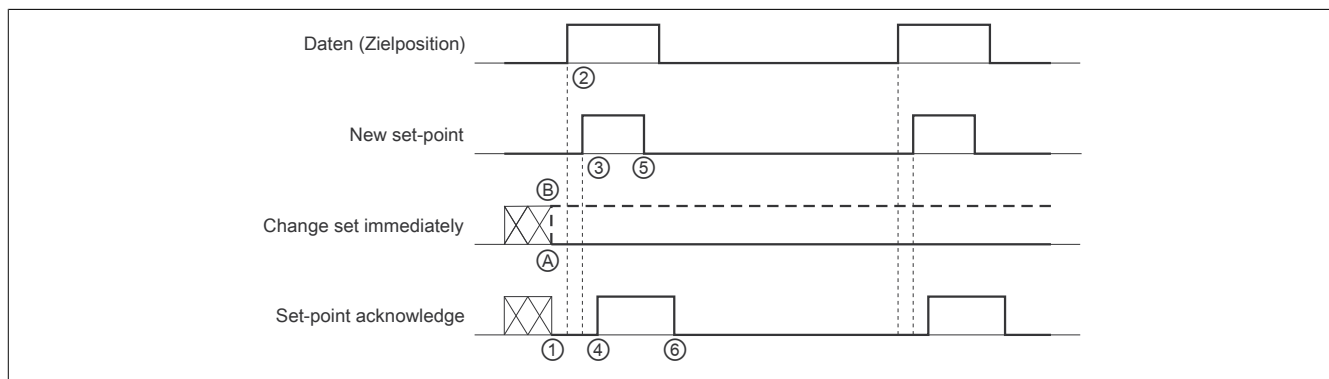 Daten (Zielposition)
②
New set-point
③ ⑤
Ⓑ
Change set immediately
Ⓐ
Set-point acknowledge
① ④ ⑥